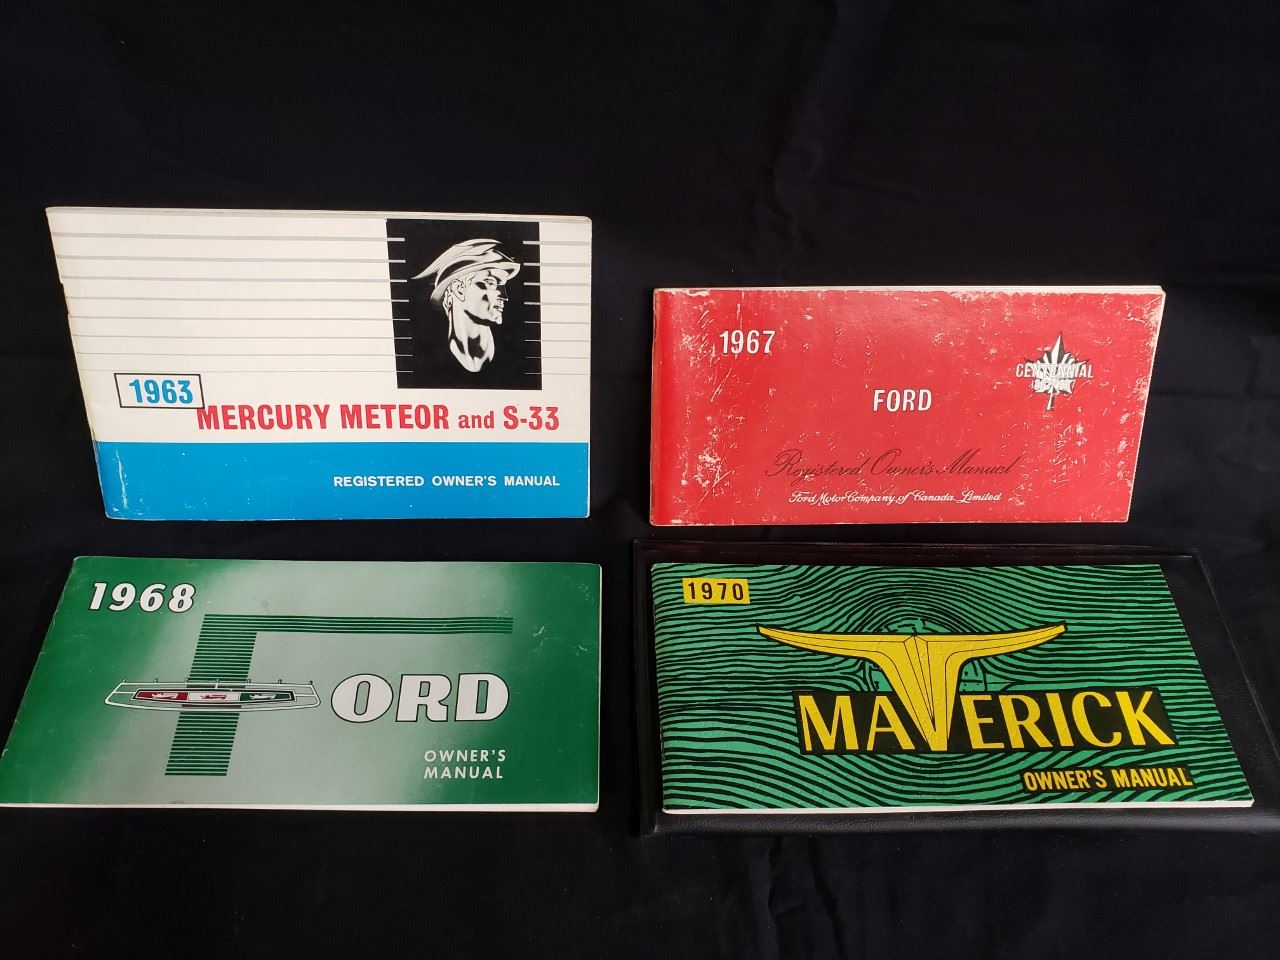 1963
MERCURY METEOR and S-33
REGISTERED OWNER'S MANUAL
1967
CENTENNIAL
FORD
Registered Owner's Manual
Ford Motor Company of Canada Limited
1968
FORD
OWNER'S
MANUAL
1970
MAVERICK
OWNER'S MANUAL